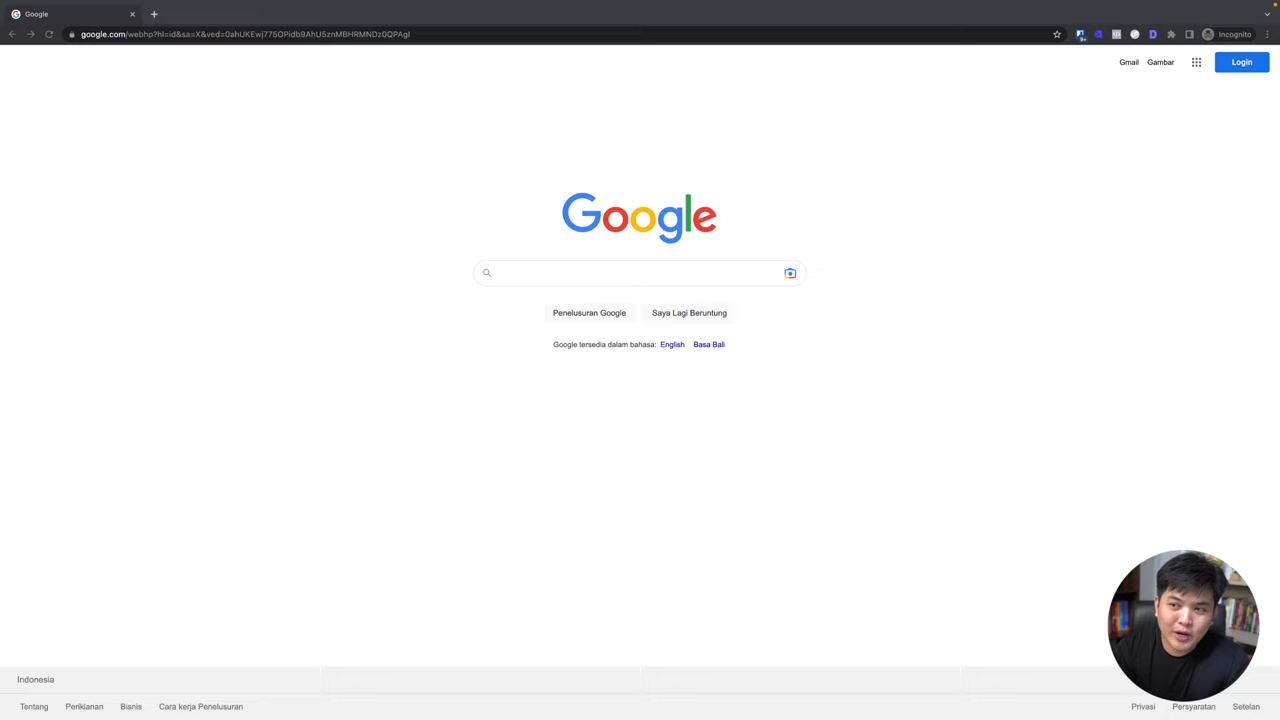 Google
google.com/webhp?hl=id&sa=X&ved=0ahUKEwj775OPidb9AhU5znMBHRMNDz0QPAgI
Incognito
Gmail Gambar Login
Google
Penelusuran Google Saya Lagi Beruntung
Google tersedia dalam bahasa: English Basa Bali
Indonesia
Tentang Periklanan Bisnis Cara kerja Penelusuran Privasi Persyaratan Setelan